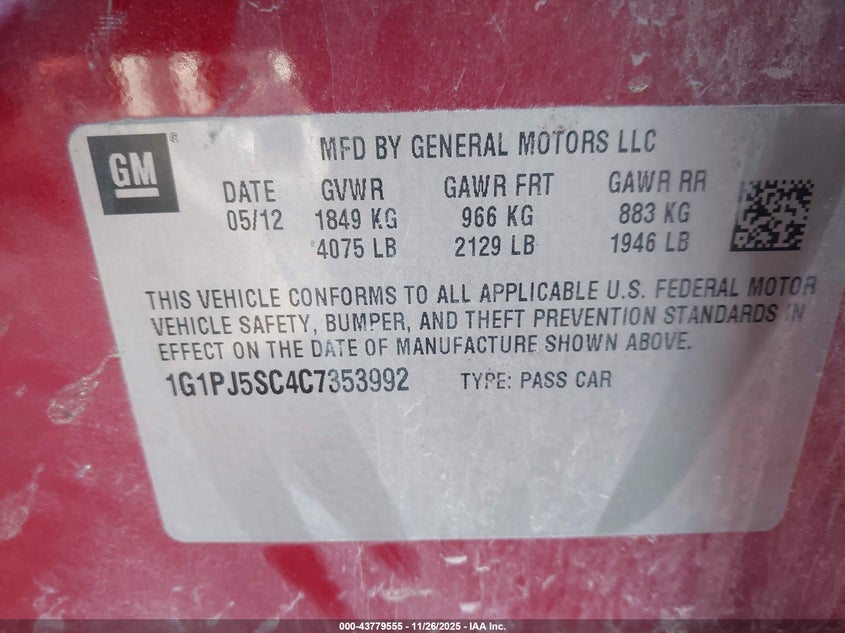 GM®
MFD BY GENERAL MOTORS LLC
DATE GVWR GAWR FRT GAWR RR
05/12 1849 KG 966 KG 883 KG
4075 LB 2129 LB 1946 LB
THIS VEHICLE CONFORMS TO ALL APPLICABLE U.S. FEDERAL MOTOR
VEHICLE SAFETY, BUMPER, AND THEFT PREVENTION STANDARDS IN
EFFECT ON THE DATE OF MANUFACTURE SHOWN ABOVE.
1G1PJ5SC4C7353992 TYPE: PASS CAR
000-43779555 - 11/26/2025 - IAA Inc.